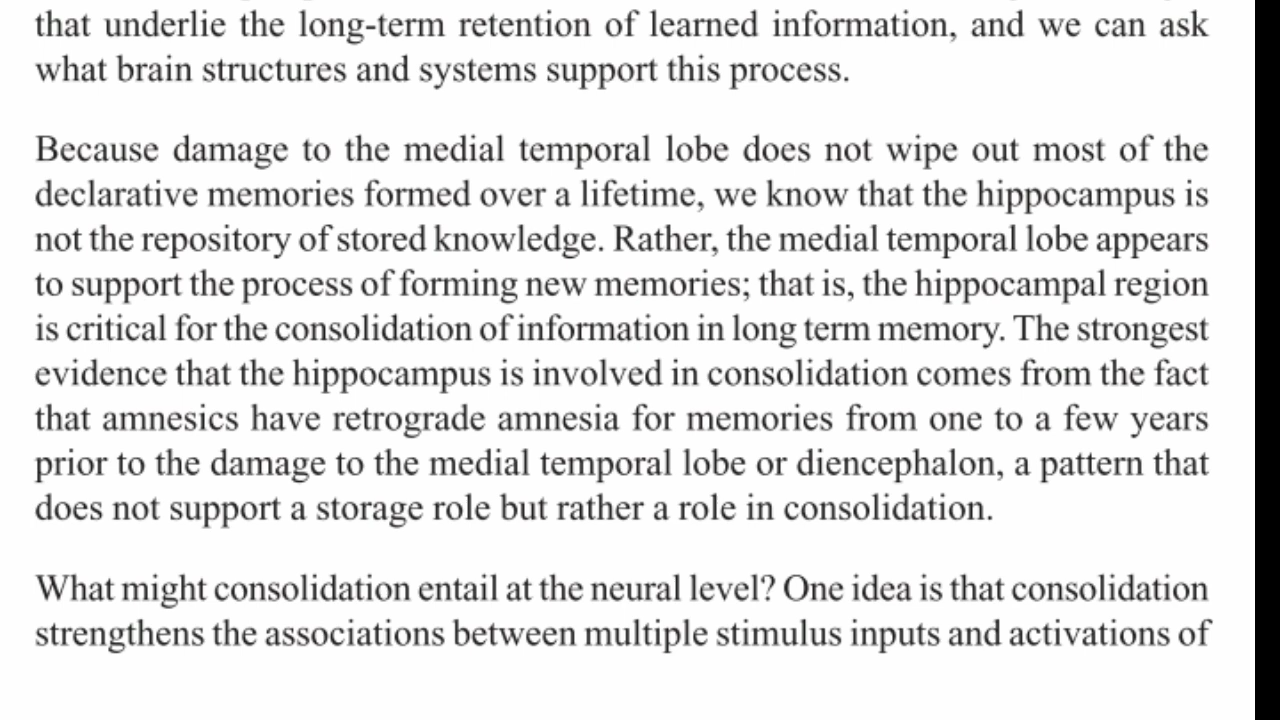 that underlie the long-term retention of learned information, and we can ask
what brain structures and systems support this process.
Because damage to the medial temporal lobe does not wipe out most of the
declarative memories formed over a lifetime, we know that the hippocampus is
not the repository of stored knowledge. Rather, the medial temporal lobe appears
to support the process of forming new memories; that is, the hippocampal region
is critical for the consolidation of information in long term memory. The strongest
evidence that the hippocampus is involved in consolidation comes from the fact
that amnesics have retrograde amnesia for memories from one to a few years
prior to the damage to the medial temporal lobe or diencephalon, a pattern that
does not support a storage role but rather a role in consolidation.
What might consolidation entail at the neural level? One idea is that consolidation
strengthens the associations between multiple stimulus inputs and activations of